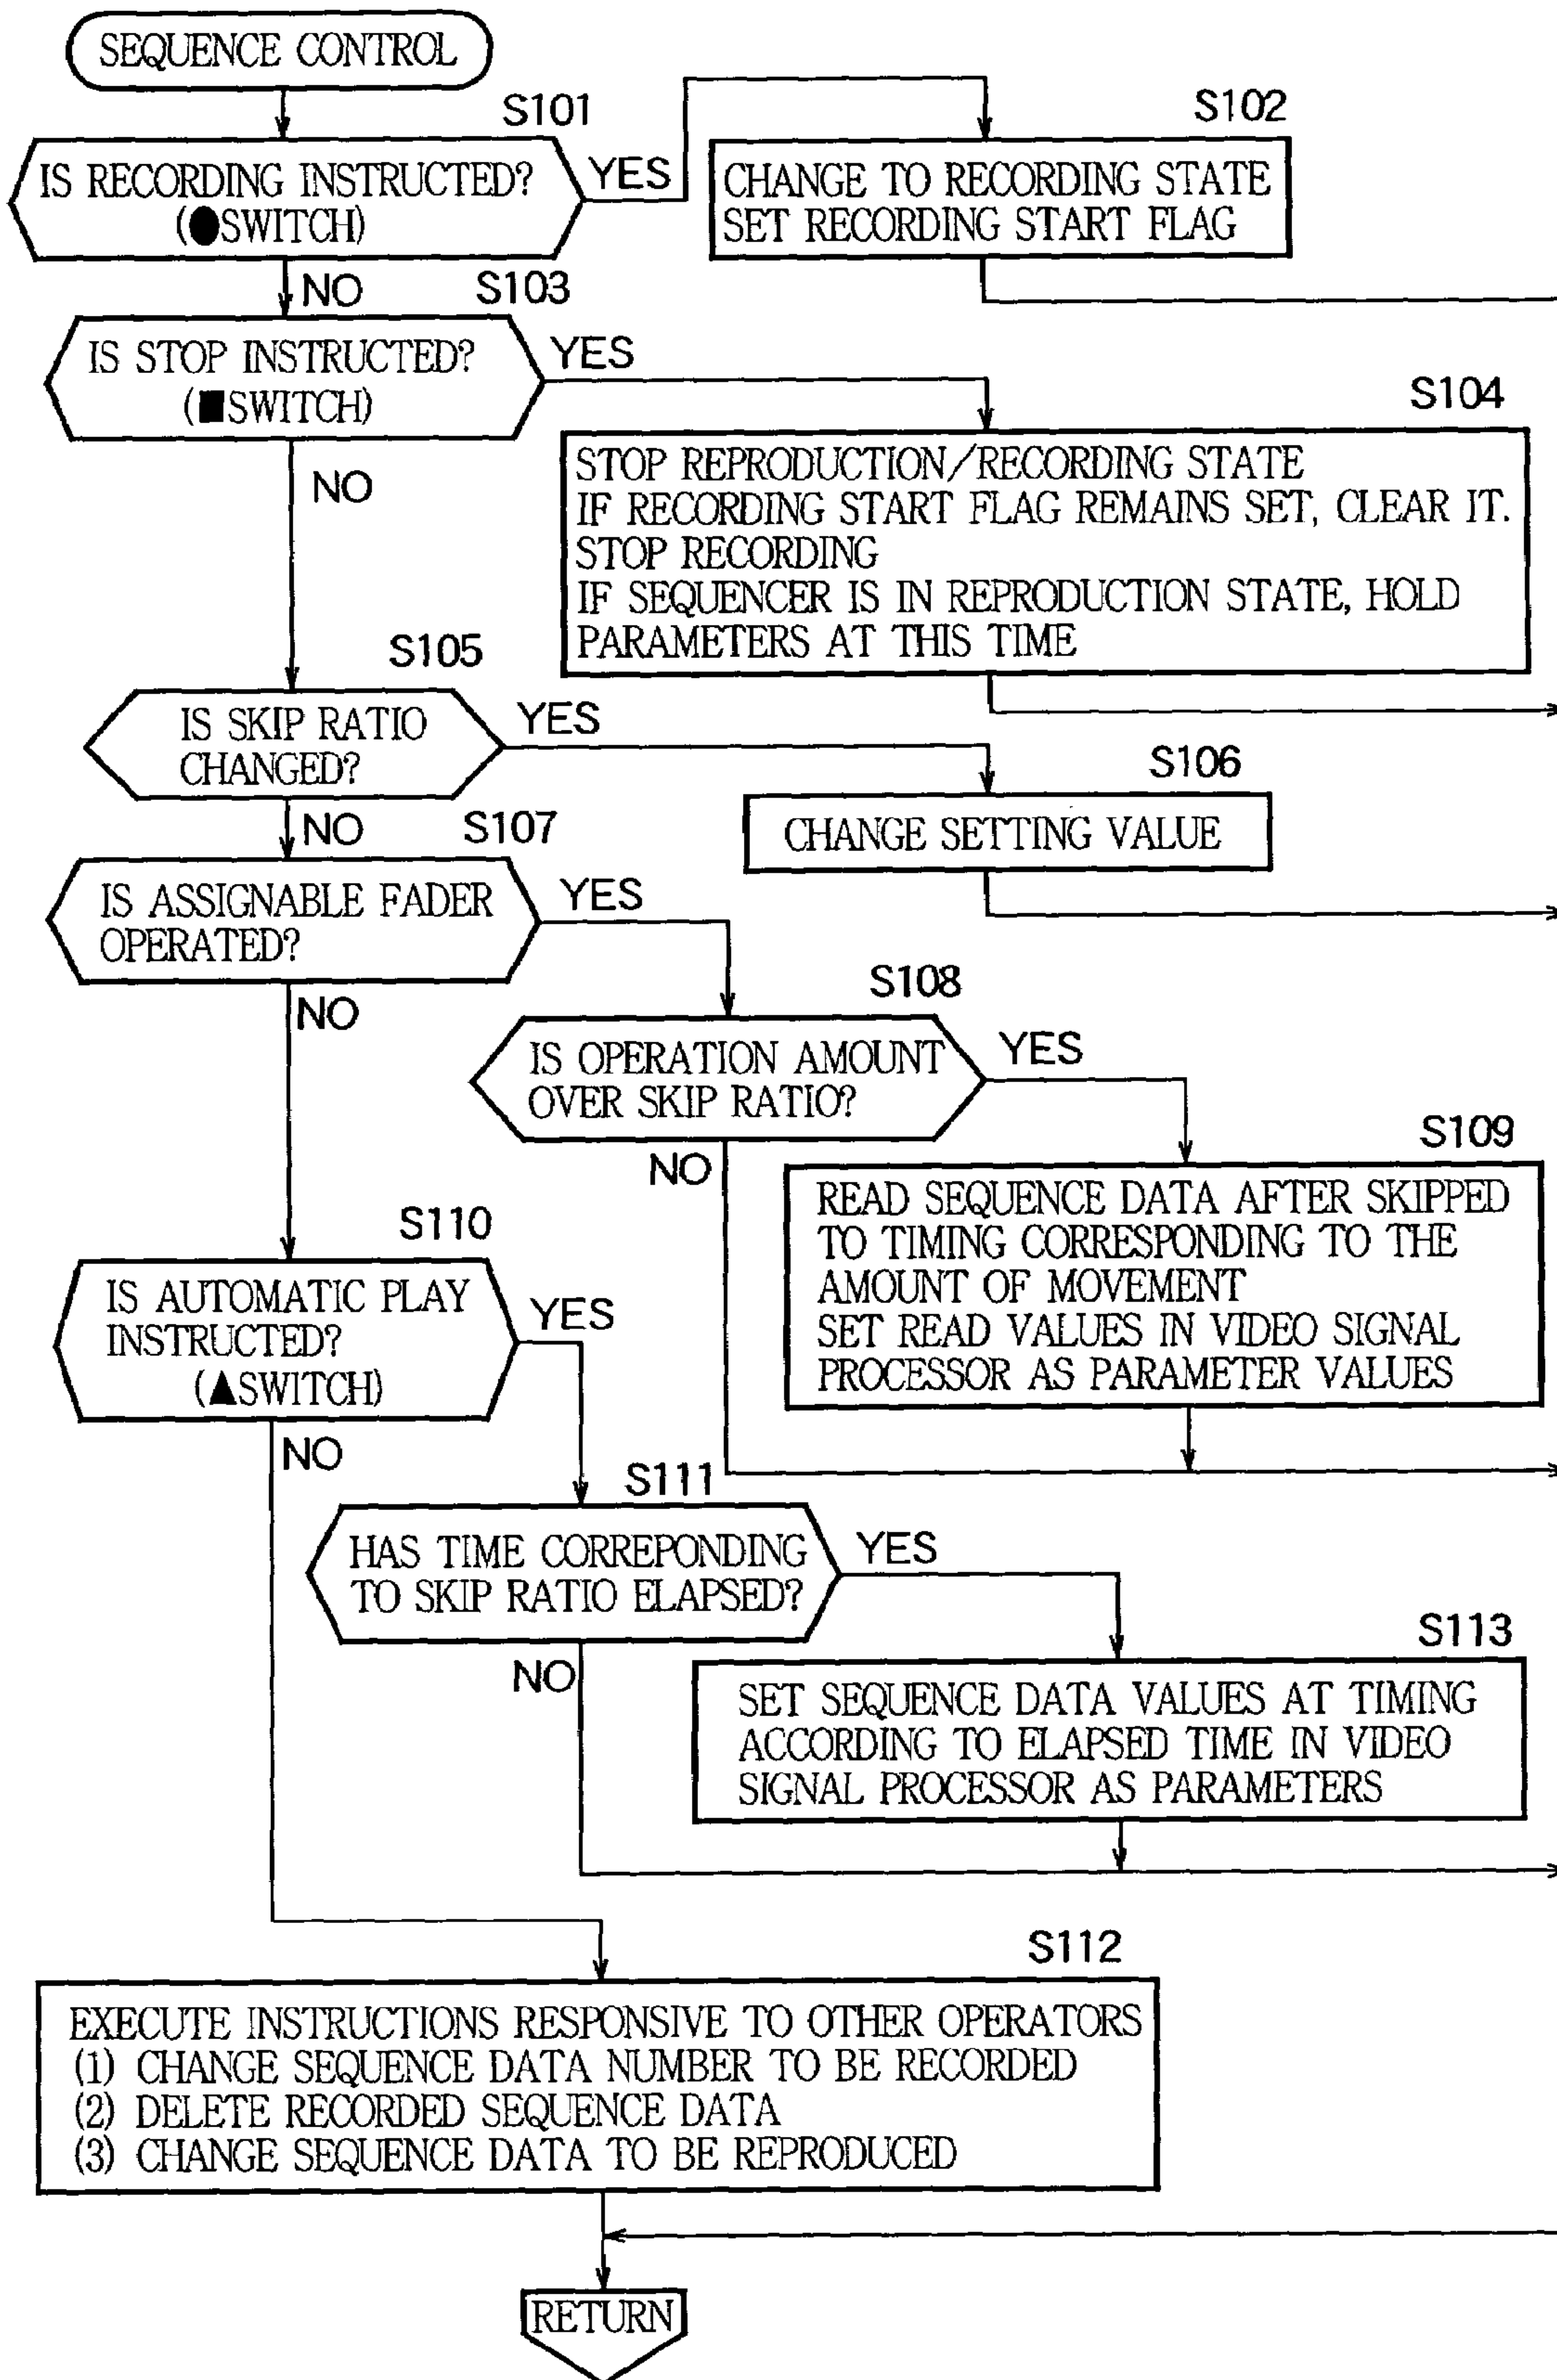 SEQUENCE CONTROL
S101
IS RECORDING INSTRUCTED?
(●SWITCH)
YES
S102
CHANGE TO RECORDING STATE
SET RECORDING START FLAG
NO
S103
IS STOP INSTRUCTED?
(■SWITCH)
YES
S104
STOP REPRODUCTION/RECORDING STATE
IF RECORDING START FLAG REMAINS SET, CLEAR IT.
STOP RECORDING
IF SEQUENCER IS IN REPRODUCTION STATE, HOLD
PARAMETERS AT THIS TIME
NO
S105
IS SKIP RATIO
CHANGED?
YES
S106
CHANGE SETTING VALUE
NO
S107
IS ASSIGNABLE FADER
OPERATED?
YES
S108
IS OPERATION AMOUNT
OVER SKIP RATIO?
YES
NO
S109
READ SEQUENCE DATA AFTER SKIPPED
TO TIMING CORRESPONDING TO THE
AMOUNT OF MOVEMENT
SET READ VALUES IN VIDEO SIGNAL
PROCESSOR AS PARAMETER VALUES
NO
S110
IS AUTOMATIC PLAY
INSTRUCTED?
(▲SWITCH)
YES
NO
S111
HAS TIME CORREPONDING
TO SKIP RATIO ELAPSED?
YES
NO
S113
SET SEQUENCE DATA VALUES AT TIMING
ACCORDING TO ELAPSED TIME IN VIDEO
SIGNAL PROCESSOR AS PARAMETERS
S112
EXECUTE INSTRUCTIONS RESPONSIVE TO OTHER OPERATORS
(1) CHANGE SEQUENCE DATA NUMBER TO BE RECORDED
(2) DELETE RECORDED SEQUENCE DATA
(3) CHANGE SEQUENCE DATA TO BE REPRODUCED
RETURN